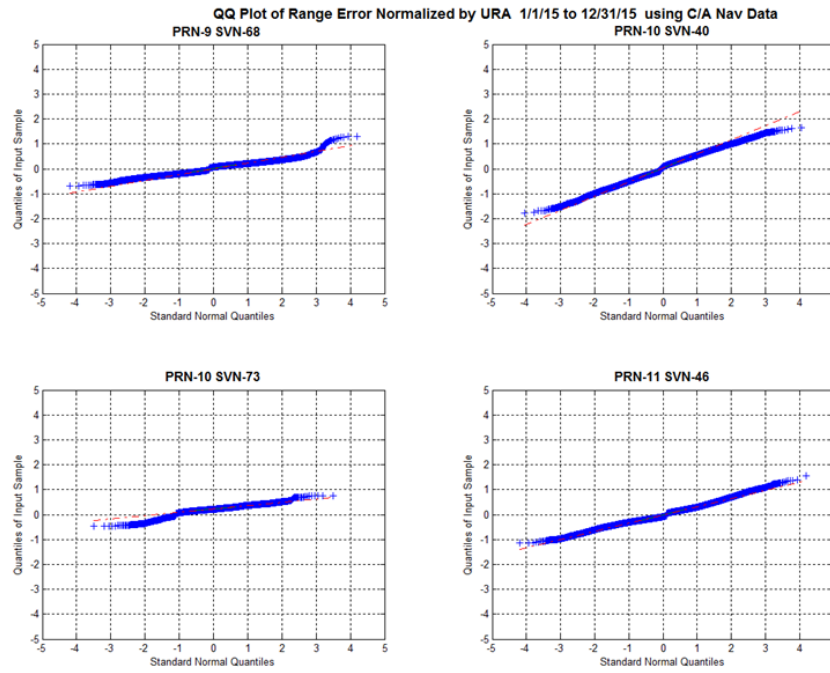 QQ Plot of Range Error Normalized by URA 1/1/15 to 12/31/15 using C/A Nav Data
PRN-9 SVN-68
5
4
3
2
1
0
-1
-2
-3
-4
-5
Quantiles of Input Sample
-5 -4 -3 -2 -1 0 1 2 3 4 5
Standard Normal Quantiles
PRN-10 SVN-40
5
4
3
2
1
0
-1
-2
-3
-4
-5
Quantiles of Input Sample
-5 -4 -3 -2 -1 0 1 2 3 4 5
Standard Normal Quantiles
PRN-10 SVN-73
5
4
3
2
1
0
-1
-2
-3
-4
-5
Quantiles of Input Sample
-5 -4 -3 -2 -1 0 1 2 3 4 5
Standard Normal Quantiles
PRN-11 SVN-46
5
4
3
2
1
0
-1
-2
-3
-4
-5
Quantiles of Input Sample
-5 -4 -3 -2 -1 0 1 2 3 4 5
Standard Normal Quantiles